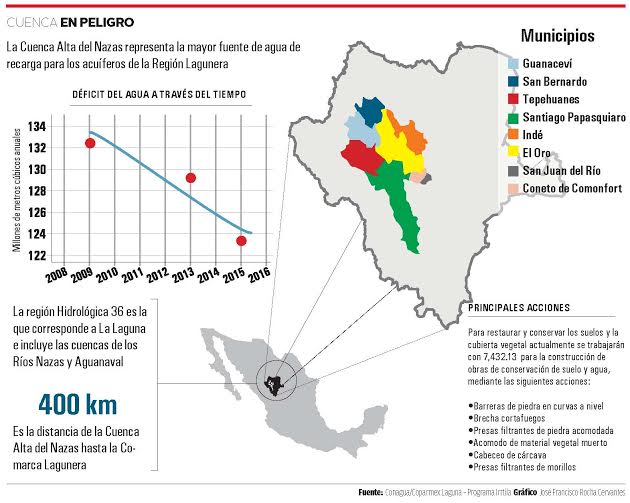 CUENCA EN PELIGRO
La Cuenca Alta del Nazas representa la mayor fuente de agua de
recarga para los acuíferos de la Región Lagunera
DÉFICIT DEL AGUA A TRAVÉS DEL TIEMPO
Millones de metros cúbicos anuales
134
132
130
128
126
124
122
2008
2009
2010
2011
2012
2013
2014
2015
2016
Municipios
Guanaceví
San Bernardo
Tepehuanes
Santiago Papasquiaro
Indé
El Oro
San Juan del Río
Coneto de Comonfort
La región Hidrológica 36 es la
que corresponde a La Laguna
e incluye las cuencas de los
Ríos Nazas y Aguanaval
400 km
Es la distancia de la Cuenca
Alta del Nazas hasta la Co-
marca Lagunera
PRINCIPALES ACCIONES
Para restaurar y conservar los suelos y la
cubierta vegetal actualmente se trabajarán
con 7,432.13 para la construcción de
obras de conservación de suelo y agua,
mediante las siguientes acciones:
•Barreras de piedra en curvas a nivel
•Brecha cortafuegos
•Presas filtrantes de piedra acomodada
•Acomodo de material vegetal muerto
•Cabeceo de cárcava
•Presas filtrantes de morillos
Fuente: Conagua/Coparmex Laguna - Programa Irritila Gráfico José Francisco Rocha Cervantes